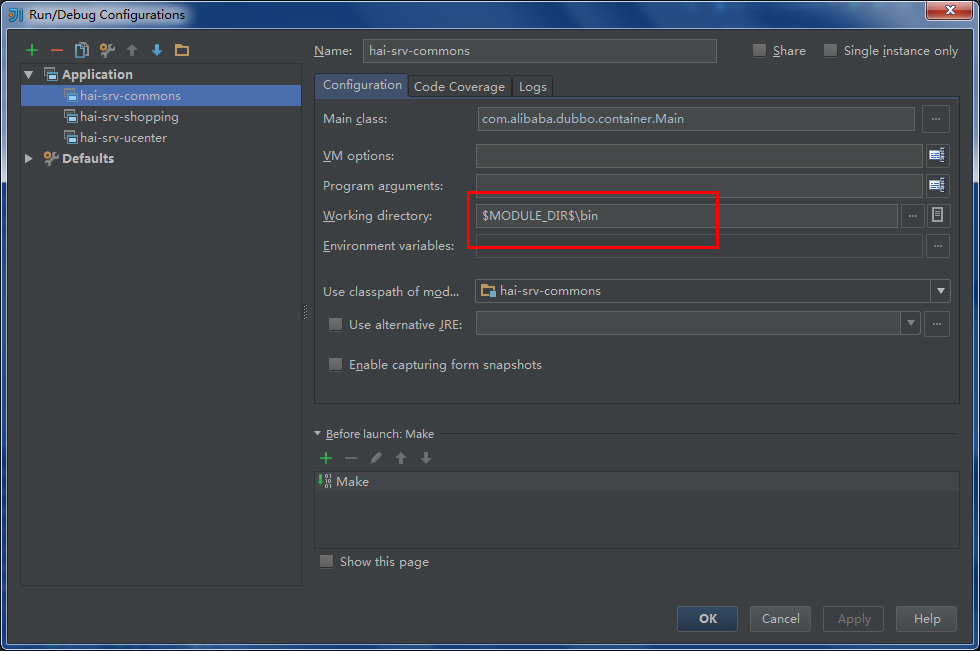 Run/Debug Configurations
Name: hai-srv-commons
Share
Single instance only
Application
hai-srv-commons
hai-srv-shopping
hai-srv-ucenter
Defaults
Configuration Code Coverage Logs
Main class: com.alibaba.dubbo.container.Main
VM options:
Program arguments:
Working directory: $MODULE_DIR$\bin
Environment variables:
Use classpath of mod... hai-srv-commons
Use alternative JRE:
Enable capturing form snapshots
Before launch: Make
Make
Show this page
OK Cancel Apply Help